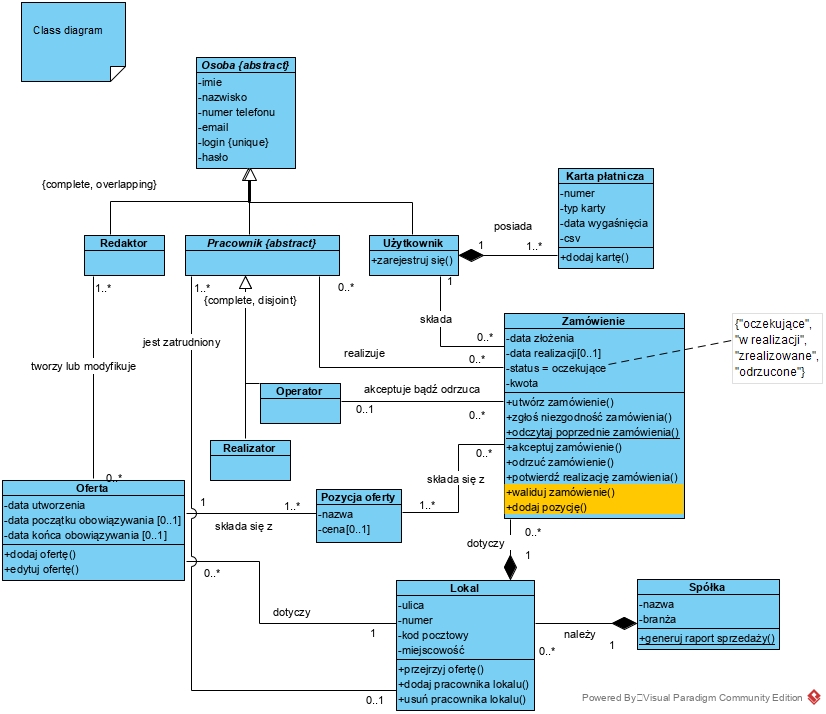 Class diagram
Osoba {abstract}
-imie
-nazwisko
-numer telefonu
-email
-login {unique}
-hasło
{complete, overlapping}
Karta płatnicza
-numer
-typ karty
-data wygaśnięcia
-csv
+dodaj kartę()
posiada
1
1..*
Redaktor
Pracownik {abstract}
Użytkownik
+zarejestruj się()
1..*
1..*
0..*
1
{complete, disjoint}
składa
0..*
jest zatrudniony
realizuje
0..*
tworzy lub modyfikuje
Zamówienie
-data złożenia
-data realizacji[0..1]
-status = oczekujące
-kwota
+utwórz zamówienie()
+zgłoś niezgodność zamówienia()
+odczytaj poprzednie zamówienia()
+akceptuj zamówienie()
+odrzuć zamówienie()
+potwierdź realizację zamówienia()
+waliduj zamówienie()
+dodaj pozycję()
{"oczekujące",
"w realizacji",
"zrealizowane",
"odrzucone"}
Operator
akceptuje bądź odrzuca
0..1
0..*
Realizator
0..*
składa się z
1..*
0..*
Oferta
-data utworzenia
-data początku obowiązywania [0..1]
-data końca obowiązywania [0..1]
+dodaj ofertę()
+edytuj ofertę()
1
1..*
składa się z
Pozycja oferty
-nazwa
-cena[0..1]
0..*
dotyczy
1
0..*
dotyczy
1
Lokal
-ulica
-numer
-kod pocztowy
-miejscowość
+przejrzyj ofertę()
+dodaj pracownika lokalu()
+usuń pracownika lokalu()
0..1
należy
0..*
1
Spółka
-nazwa
-branża
+generuj raport sprzedaży()
Powered By Visual Paradigm Community Edition